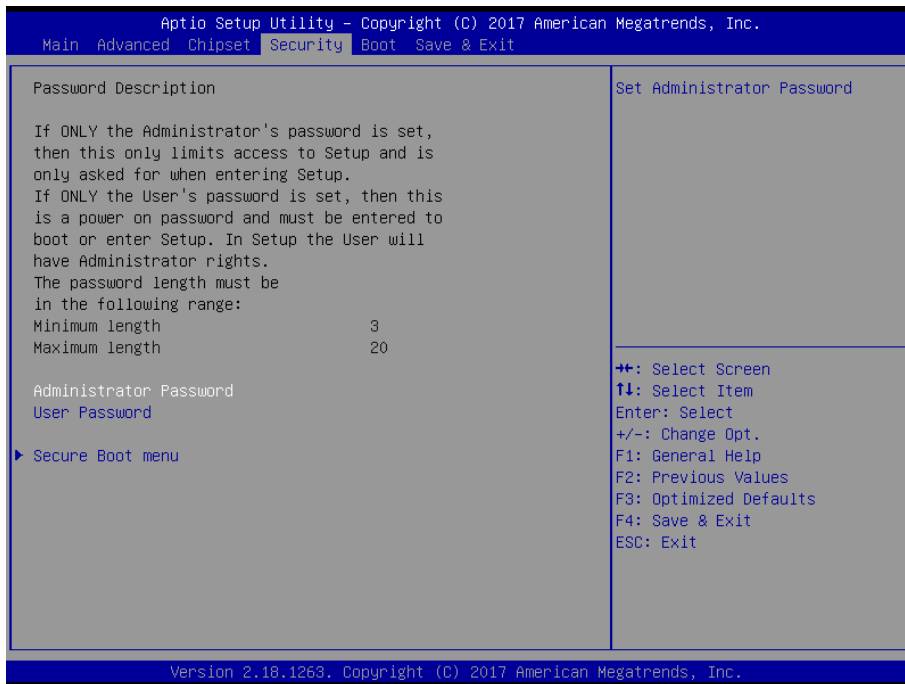 Aptio Setup Utility – Copyright (C) 2017 American Megatrends, Inc.
Main Advanced Chipset Security Boot Save & Exit
Password Description
If ONLY the Administrator's password is set,
then this only limits access to Setup and is
only asked for when entering Setup.
If ONLY the User's password is set, then this
is a power on password and must be entered to
boot or enter Setup. In Setup the User will
have Administrator rights.
The password length must be
in the following range:
Minimum length 3
Maximum length 20
Administrator Password
User Password
Secure Boot menu
Set Administrator Password
→←: Select Screen
↑↓: Select Item
Enter: Select
+/-: Change Opt.
F1: General Help
F2: Previous Values
F3: Optimized Defaults
F4: Save & Exit
ESC: Exit
Version 2.18.1263. Copyright (C) 2017 American Megatrends, Inc.